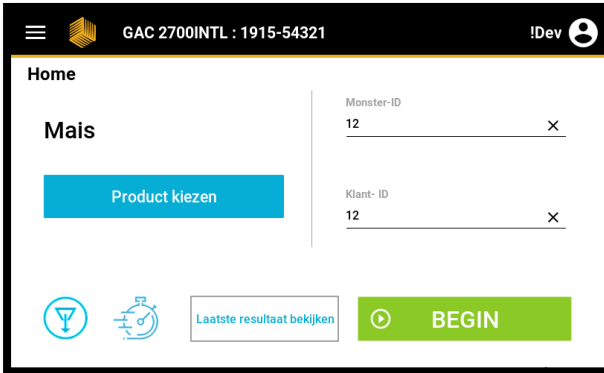 GAC 2700INTL : 1915-54321
!Dev
Home
Mais
Product kiezen
Monster-ID
12
Klant- ID
12
Laatste resultaat bekijken
BEGIN